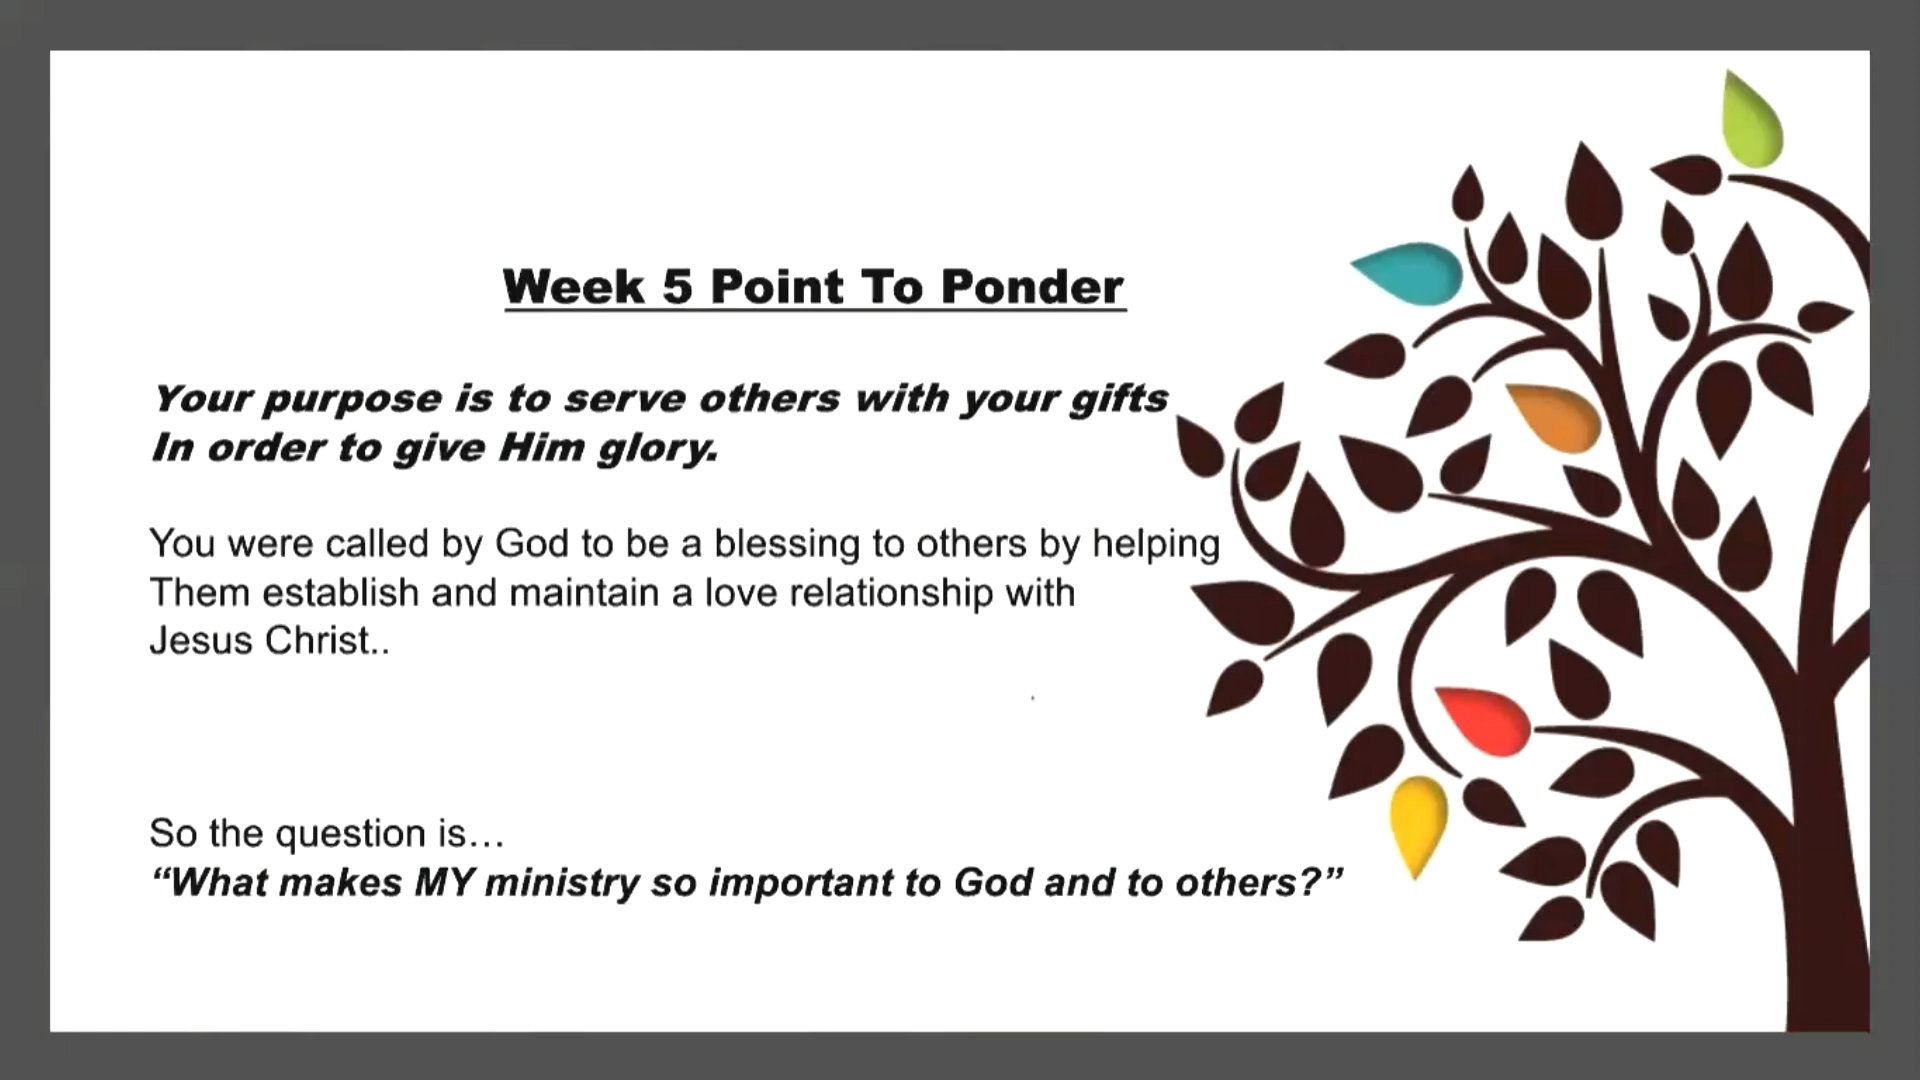 Week 5 Point To Ponder
Your purpose is to serve others with your gifts
In order to give Him glory.
You were called by God to be a blessing to others by helping
Them establish and maintain a love relationship with
Jesus Christ..
So the question is…
“What makes MY ministry so important to God and to others?”